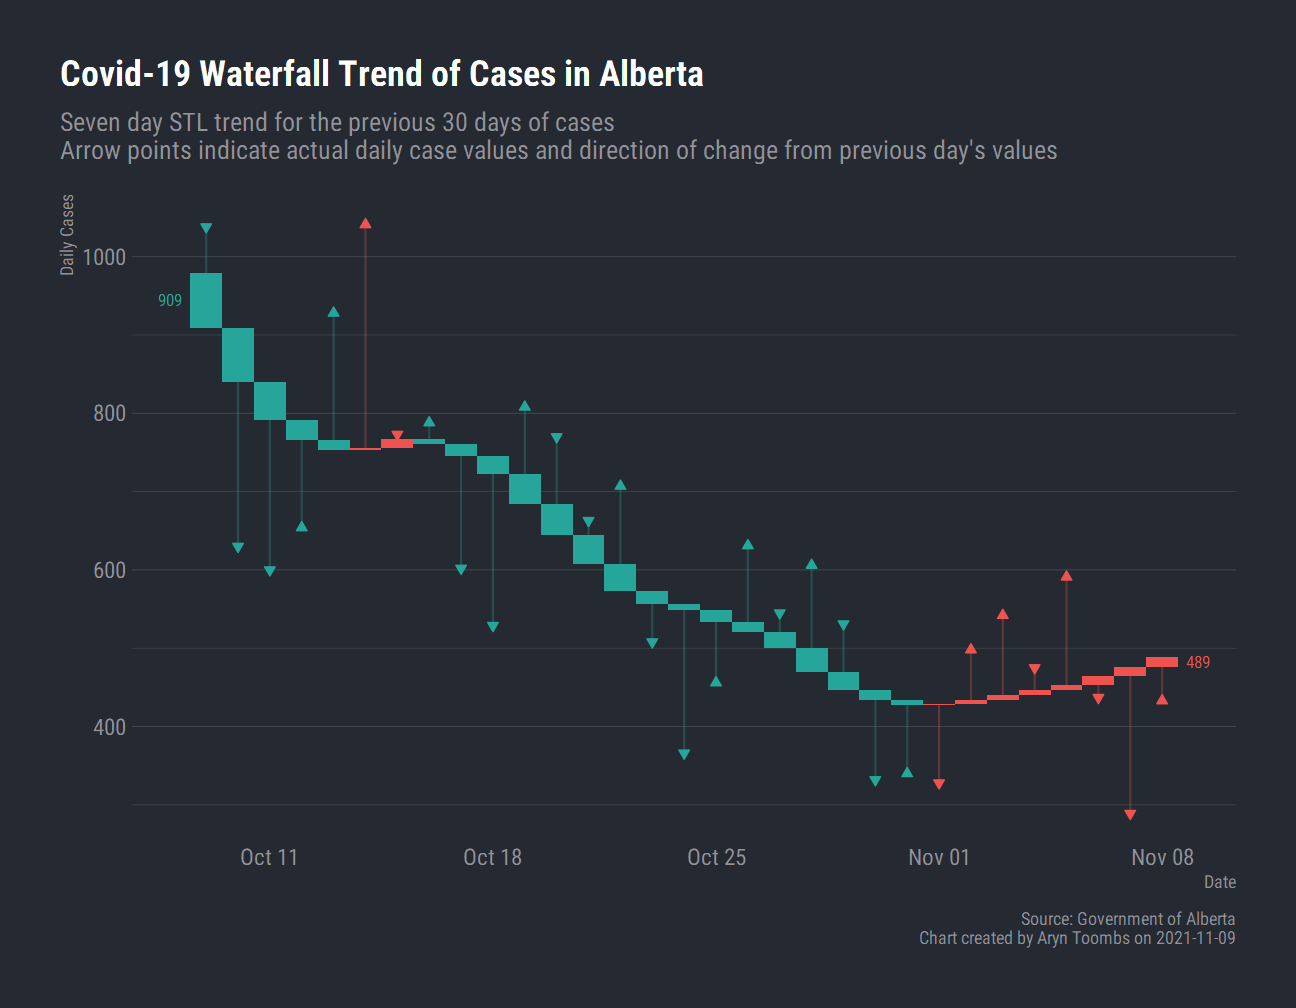 Covid-19 Waterfall Trend of Cases in Alberta
Seven day STL trend for the previous 30 days of cases
Arrow points indicate actual daily case values and direction of change from previous day's values
Daily Cases
1000
909
800
600
489
400
Oct 11
Oct 18
Oct 25
Nov 01
Nov 08
Date
Source: Government of Alberta
Chart created by Aryn Toombs on 2021-11-09